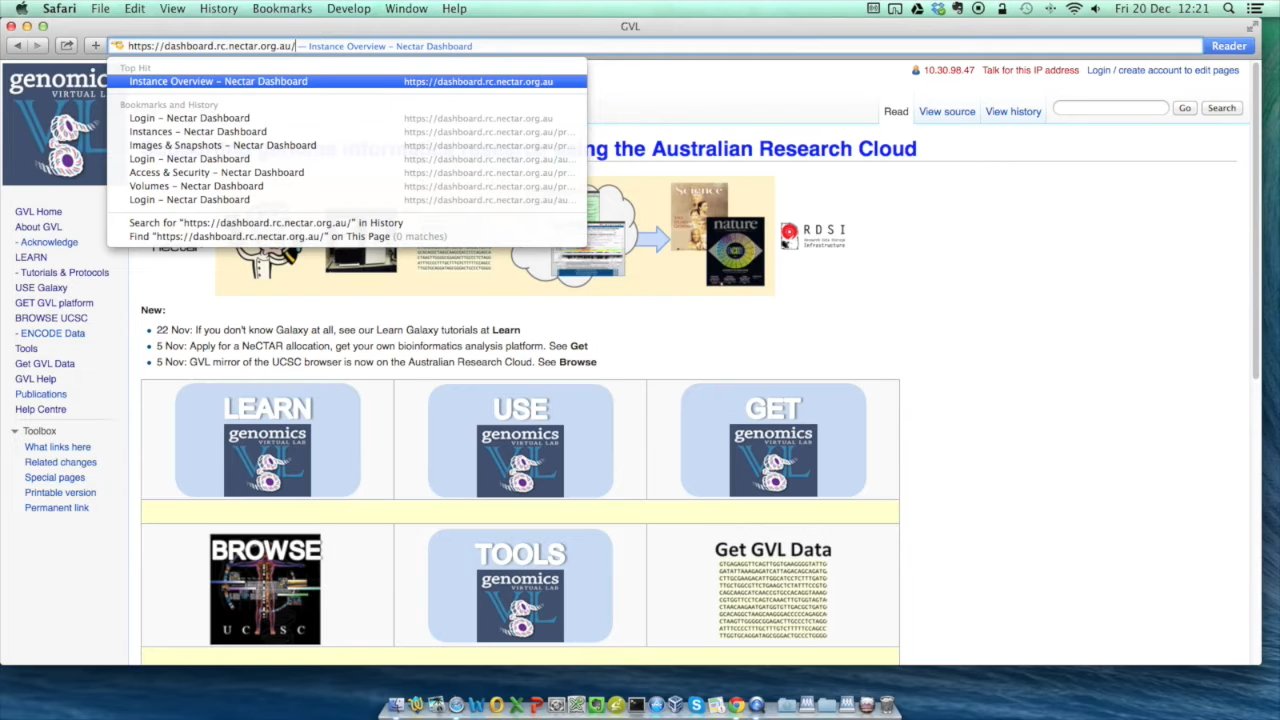 Safari File Edit View History Bookmarks Develop Window Help Fri 20 Dec 12:21
GVL
https://dashboard.rc.nectar.org.au/ — Instance Overview – Nectar Dashboard Reader
Top Hit
Instance Overview – Nectar Dashboard https://dashboard.rc.nectar.org.au
Bookmarks and History
Login – Nectar Dashboard https://dashboard.rc.nectar.org.au
Instances – Nectar Dashboard https://dashboard.rc.nectar.org.au/pr...
Images & Snapshots – Nectar Dashboard https://dashboard.rc.nectar.org.au/pr...
Login – Nectar Dashboard https://dashboard.rc.nectar.org.au/au...
Access & Security – Nectar Dashboard https://dashboard.rc.nectar.org.au/pr...
Volumes – Nectar Dashboard https://dashboard.rc.nectar.org.au/pr...
Login – Nectar Dashboard https://dashboard.rc.nectar.org.au/au...
Search for "https://dashboard.rc.nectar.org.au/" in History
Find "https://dashboard.rc.nectar.org.au/" on This Page (0 matches)
10.30.98.47 Talk for this IP address Login / create account to edit pages
Read View source View history Go Search
genomics
VL
ng the Australian Research Cloud
Science
nature
RDSI
GVL Home
About GVL
- Acknowledge
LEARN
- Tutorials & Protocols
USE Galaxy
GET GVL platform
BROWSE UCSC
- ENCODE Data
Tools
Get GVL Data
GVL Help
Publications
Help Centre
Toolbox
What links here
Related changes
Special pages
Printable version
Permanent link
New:
22 Nov: If you don't know Galaxy at all, see our Learn Galaxy tutorials at Learn
5 Nov: Apply for a NeCTAR allocation, get your own bioinformatics analysis platform. See Get
5 Nov: GVL mirror of the UCSC browser is now on the Australian Research Cloud. See Browse
LEARN
genomics
VL
USE
genomics
VL
GET
genomics
VL
BROWSE
UCSC
TOOLS
genomics
VL
Get GVL Data